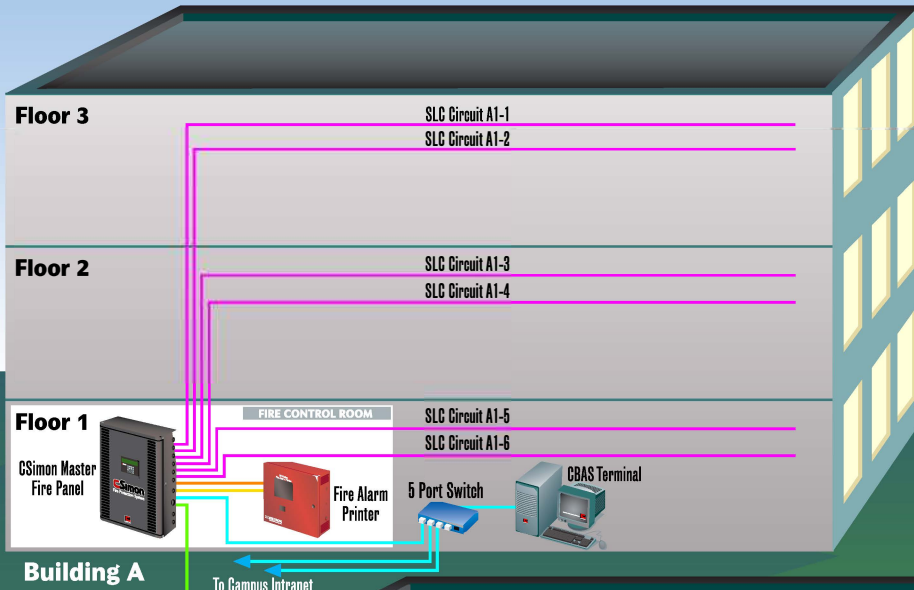 Floor 3
SLC Circuit A1-1
SLC Circuit A1-2
Floor 2
SLC Circuit A1-3
SLC Circuit A1-4
Floor 1
FIRE CONTROL ROOM
SLC Circuit A1-5
SLC Circuit A1-6
CSimon Master
Fire Panel
CSimon
Fire Alarm
Printer
5 Port Switch
CBAS Terminal
Building A
To Campus Intranet